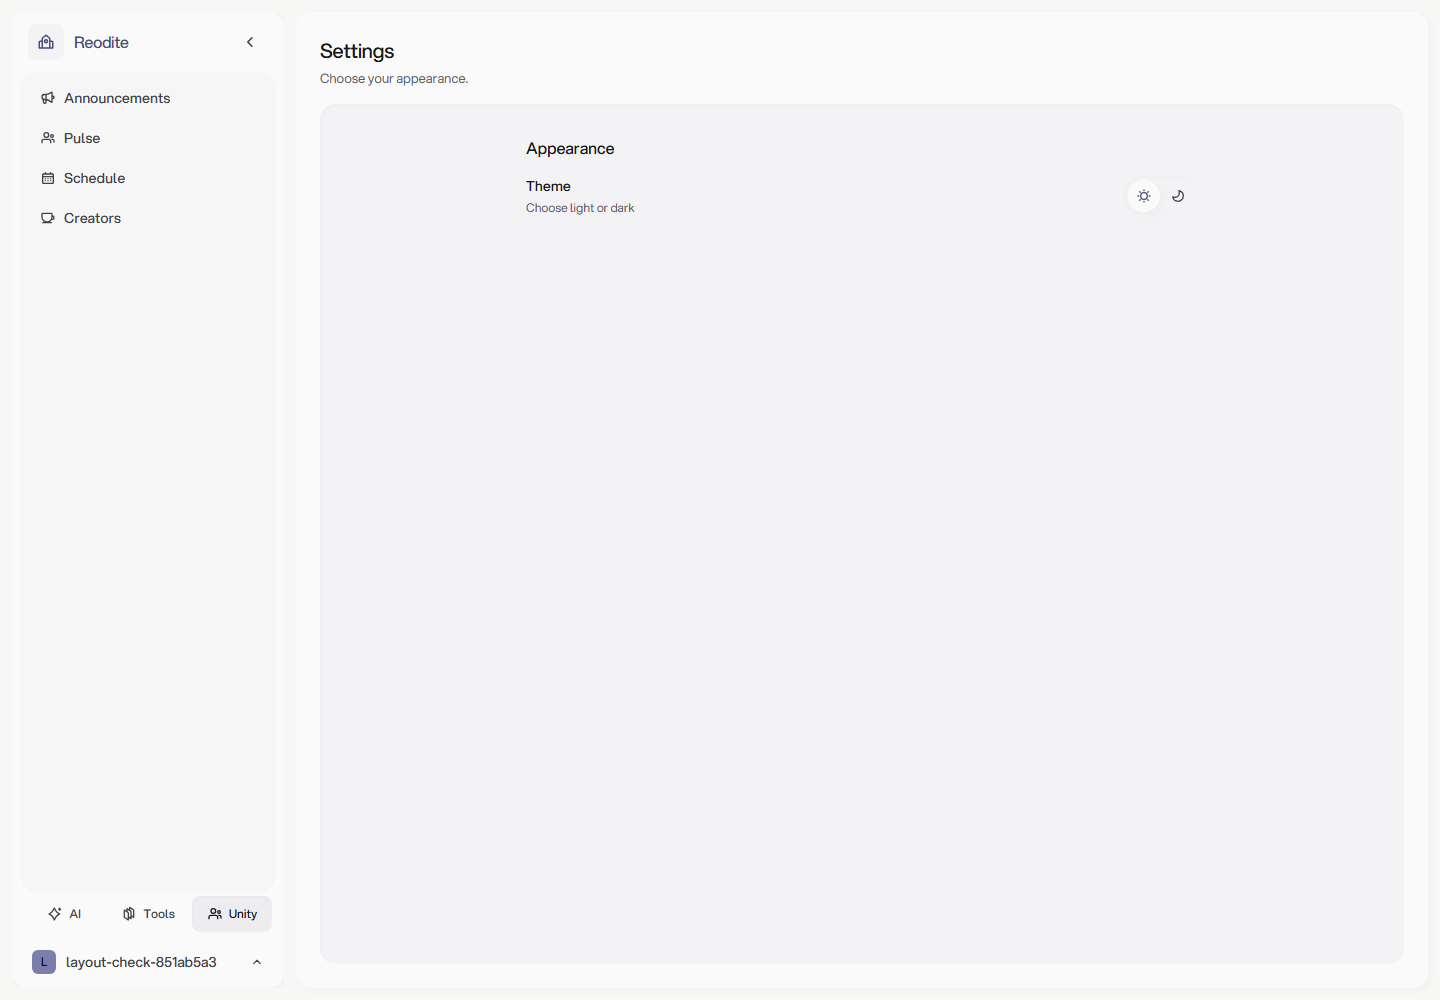 Reodite
Announcements
Pulse
Schedule
Creators
AI
Tools
Unity
L
layout-check-851ab5a3
Settings
Choose your appearance.
Appearance
Theme
Choose light or dark